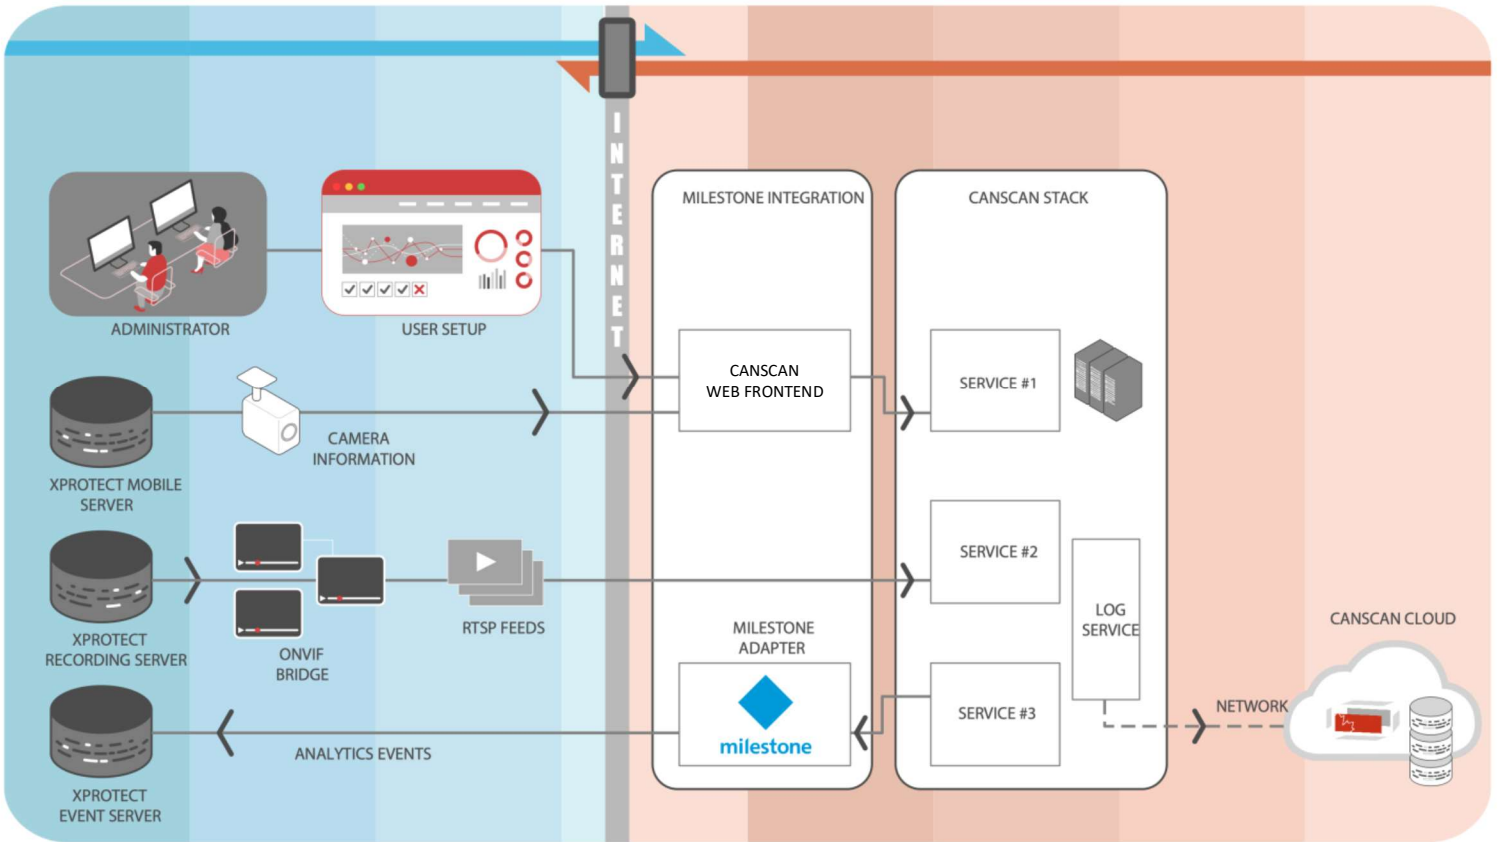 INTERNET
MILESTONE INTEGRATION
CANSCAN STACK
ADMINISTRATOR
USER SETUP
CANSCAN
WEB FRONTEND
SERVICE #1
CAMERA
INFORMATION
XPROTECT MOBILE
SERVER
SERVICE #2
LOG
SERVICE
CANSCAN CLOUD
RTSP FEEDS
MILESTONE
ADAPTER
XPROTECT
RECORDING SERVER
ONVIF
BRIDGE
milestone
SERVICE #3
NETWORK
ANALYTICS EVENTS
XPROTECT
EVENT SERVER